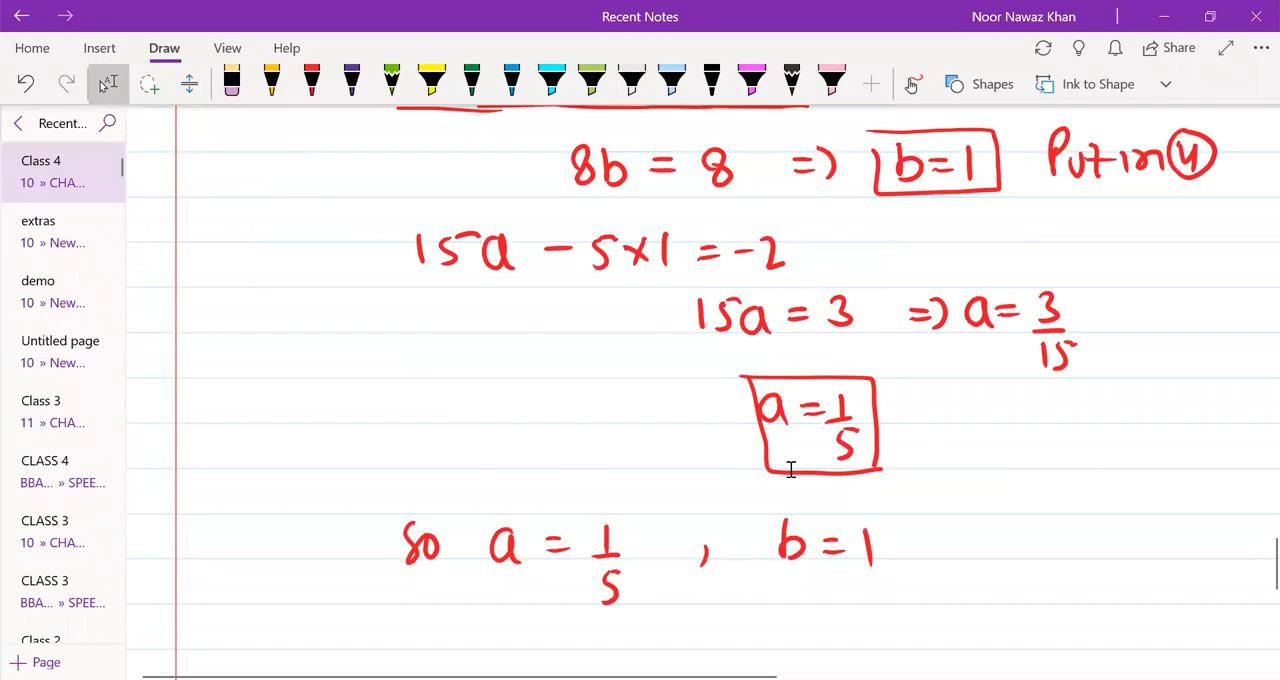 Recent Notes
Noor Nawaz Khan
Home Insert Draw View Help
Share
Shapes
Ink to Shape
Recent...
Class 4
10 » CHA...
extras
10 » New...
demo
10 » New...
Untitled page
10 » New...
Class 3
11 » CHA...
CLASS 4
BBA... » SPEE...
CLASS 3
10 » CHA...
CLASS 3
BBA... » SPEE...
Class 2
+ Page
8b = 8 => b=1 Put in 4
15a - 5×1 = -2
15a = 3 => a= 3/15
a = 1/5
So a = 1/5 , b = 1